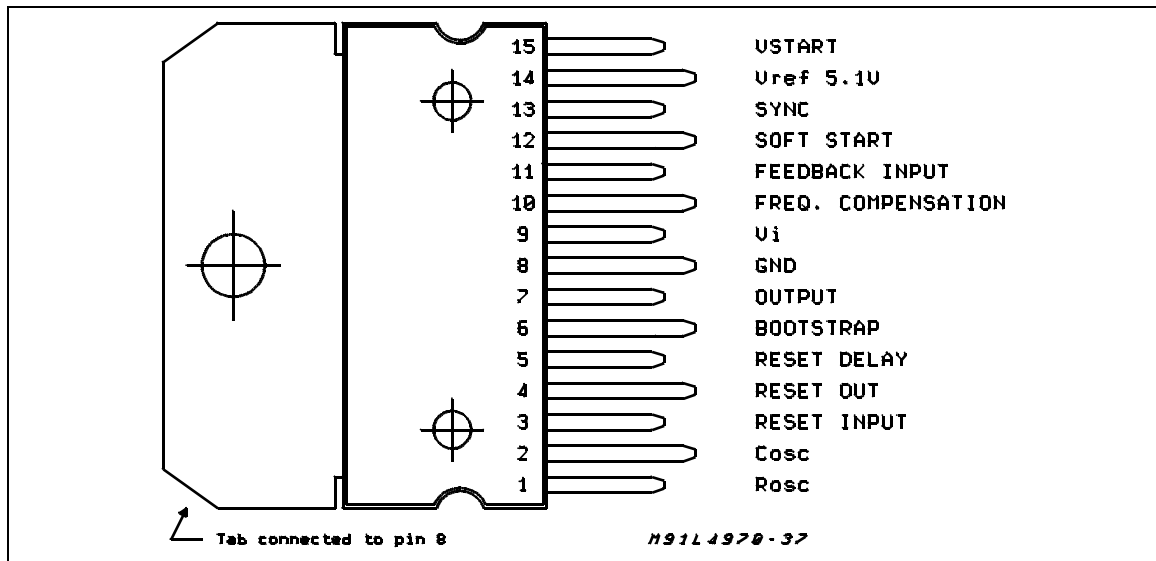 15 VSTART
14 Vref 5.1V
13 SYNC
12 SOFT START
11 FEEDBACK INPUT
10 FREQ. COMPENSATION
9 Vi
8 GND
7 OUTPUT
6 BOOTSTRAP
5 RESET DELAY
4 RESET OUT
3 RESET INPUT
2 Cosc
1 Rosc
Tab connected to pin 8 M91L4970-37